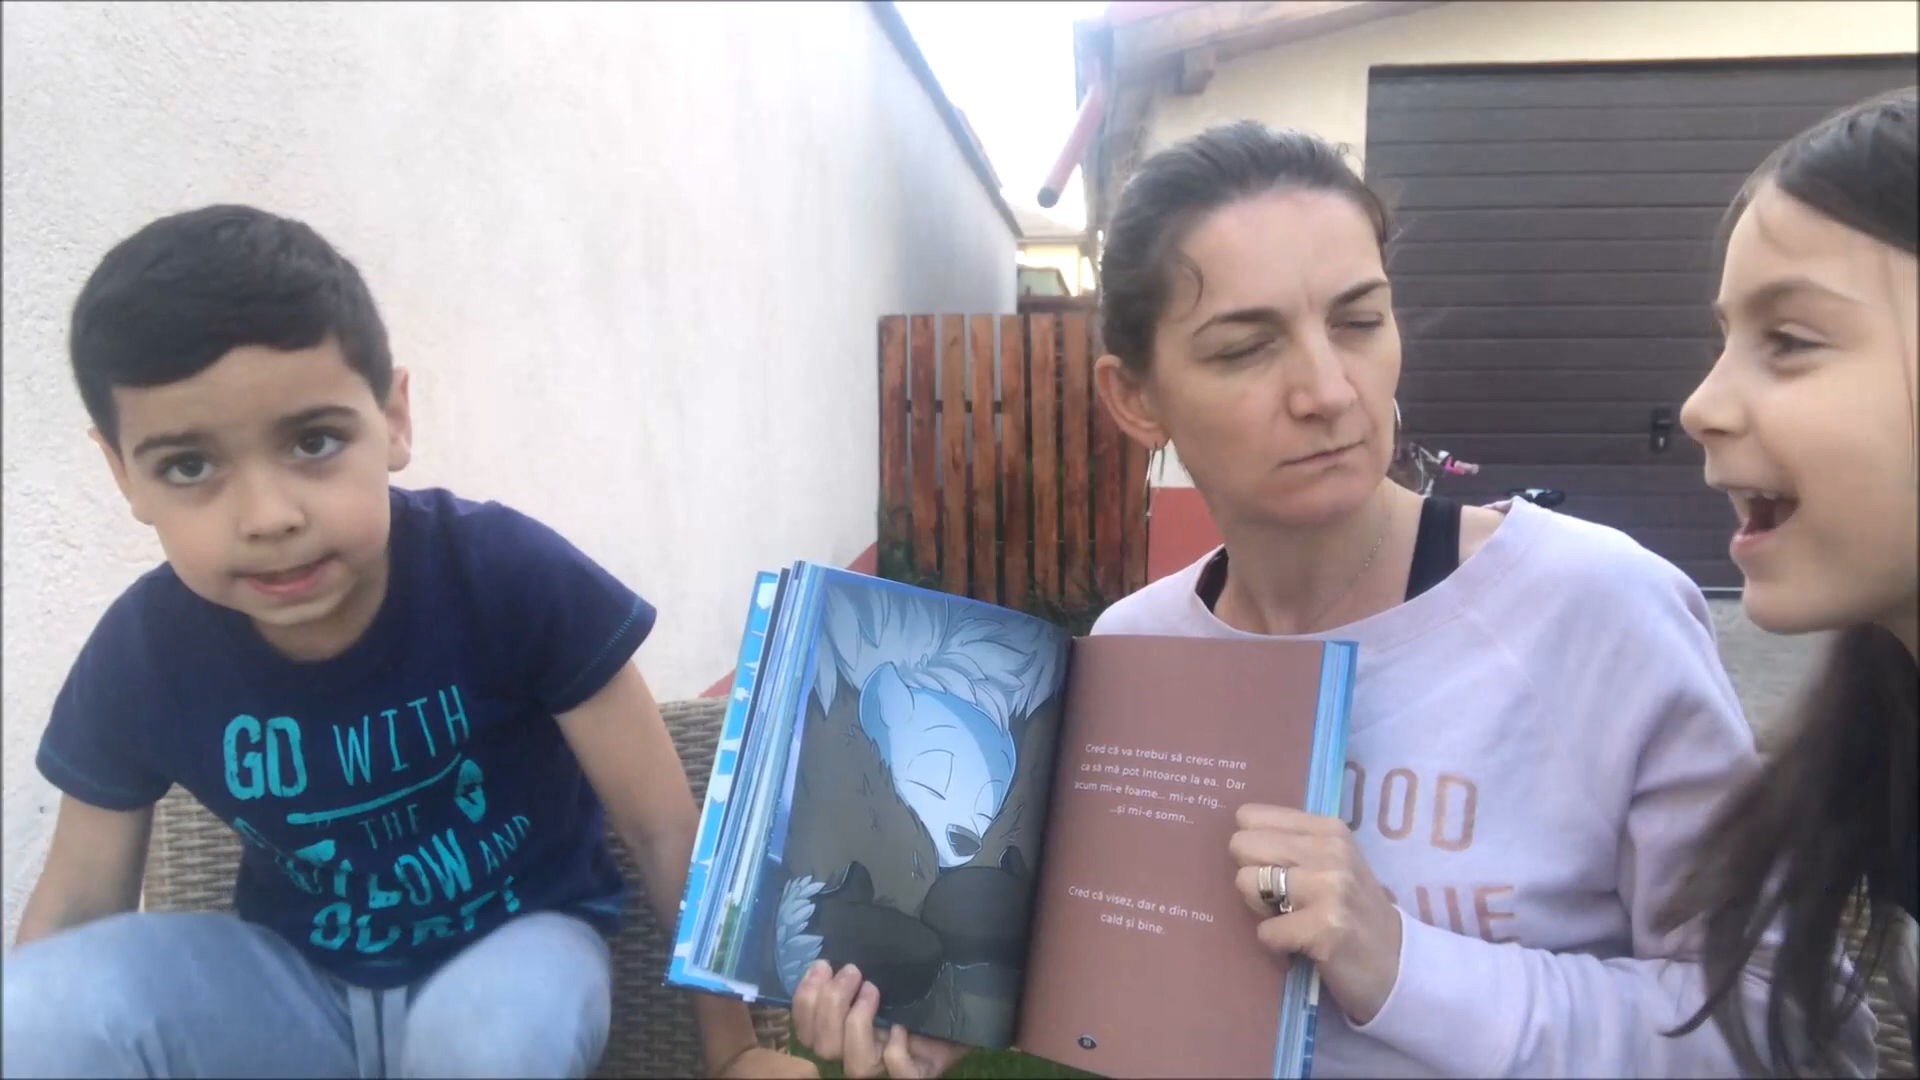 GO WITH
THE
FLOW AND
SURF!
Cred că va trebui să cresc mare
ca să mă pot întoarce la ea. Dar
acum mi-e foame... mi-e frig...
...și mi-e somn...
Cred că visez, dar e din nou
cald și bine.
OOD
UE